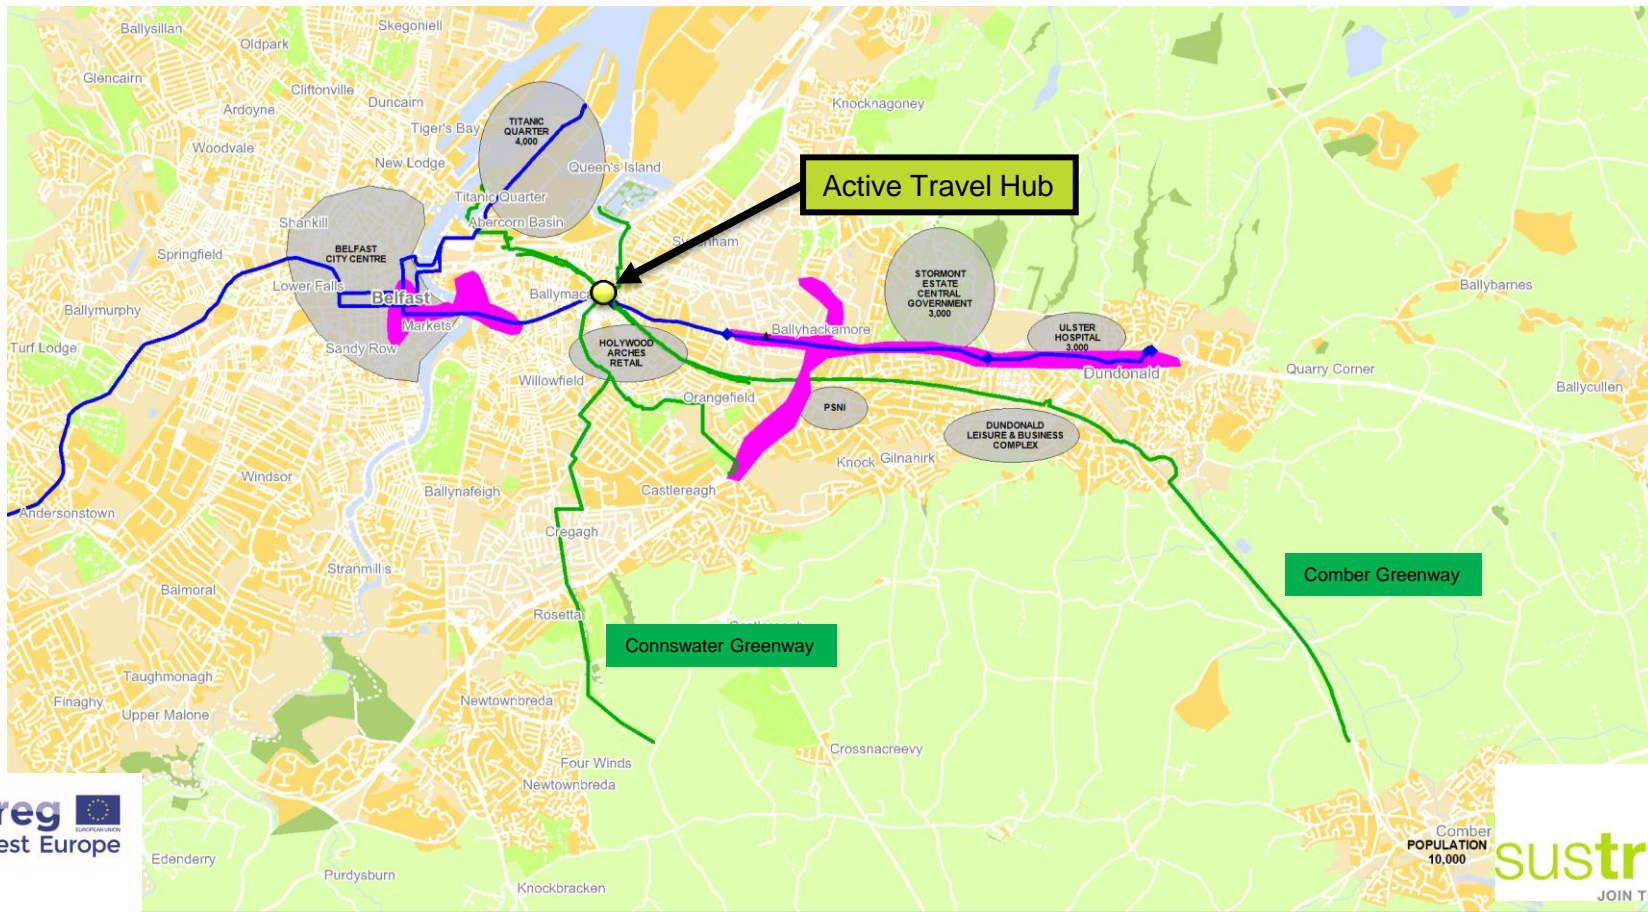 Ballysillan
Skegoniell
Oldpark
Glencairn
Cliftonville
Duncairn
Ardoyne
Tiger's Bay
TITANIC
QUARTER
4,000
Knocknagoney
Woodvale
New Lodge
Queen's Island
Active Travel Hub
Titanic Quarter
Shankill
Abercorn Basin
Springfield
BELFAST
CITY CENTRE
STORMONT
ESTATE
CENTRAL
GOVERNMENT
3,000
Lower Falls
Belfast
Ballymurphy
Markets
Ballyhackamore
ULSTER
HOSPITAL
3,000
Ballybarnes
Turf Lodge
Sandy Row
HOLYWOOD
ARCHES
RETAIL
Willowfield
Dundonald
Quarry Corner
Ballycullen
Orangefield
PSNI
DUNDONALD
LEISURE & BUSINESS
COMPLEX
Knock
Gilnahirk
Windsor
Ballynafeigh
Castlereagh
Andersonstown
Cregagh
Stranmillis
Balmoral
Comber Greenway
Rosetta
Connswater Greenway
Taughmonagh
Finaghy
Upper Malone
Newtownbreda
Crossnacreevy
Four Winds
Newtownbreda
reg
EUROPEAN UNION
est Europe
Edenderry
Purdysburn
Knockbracken
Comber
POPULATION
10,000
sustr
JOIN T